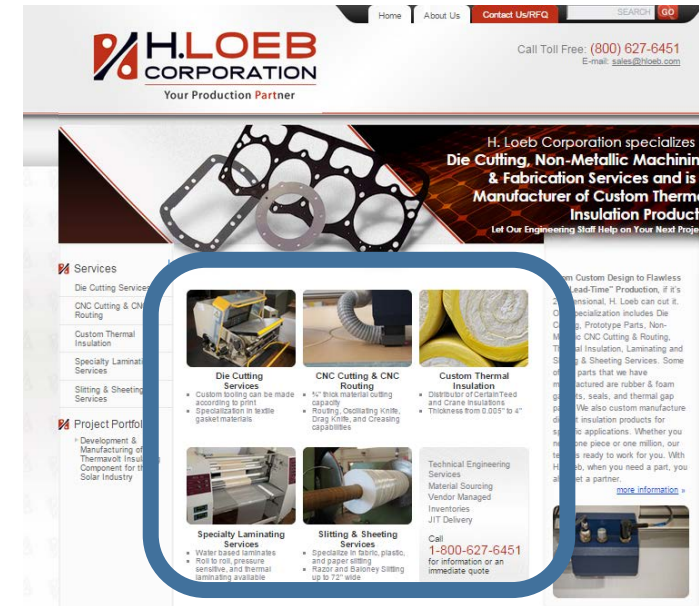 Home
About Us
Contact Us/RFQ
SEARCH
GO
H.LOEB
CORPORATION
Your Production Partner
Call Toll Free: (800) 627-6451
E-mail: sales@hloeb.com
H. Loeb Corporation specializes
Die Cutting, Non-Metallic Machinin
& Fabrication Services and is
Manufacturer of Custom Therma
Insulation Product
Let Our Engineering Staff Help on Your Next Proje
Services
Die Cutting Services
CNC Cutting & CN
Routing
Custom Thermal
Insulation
Specialty Laminati
Services
Slitting & Sheeting
Services
Project Portfol
Development &
Manufacturing of
Thermavolt Insula
Component for th
Solar Industry
Die Cutting
Services
Custom tooling can be made
according to print
Specialization in textile
gasket materials
CNC Cutting & CNC
Routing
¾" thick material cutting
capacity
Routing, Oscillating Knife,
Drag Knife, and Creasing
capabilities
Custom Thermal
Insulation
Distributor of CertainTeed
and Crane Insulations
Thickness from 0.005" to 4"
Specialty Laminating
Services
Water based laminates
Roll to roll, pressure
sensitive, and thermal
laminating available
Slitting & Sheeting
Services
Specialize in fabric, plastic,
and paper slitting
Razor and Baloney Slitting
up to 72" wide
Technical Engineering
Services
Material Sourcing
Vendor Managed
Inventories
JIT Delivery
Call
1-800-627-6451
for information or an
immediate quote
om Custom Design to Flawless
Lead-Time" Production, if it's
ensional, H. Loeb can cut it.
pecialization includes Die
g, Prototype Parts, Non-
ic CNC Cutting & Routing,
al Insulation, Laminating and
g & Sheeting Services. Some
parts that we have
ufactured are rubber & foam
ts, seals, and thermal gap
We also custom manufacture
t insulation products for
ic applications. Whether you
one piece or one million, our
is ready to work for you. With
eb, when you need a part, you
et a partner.
more information »